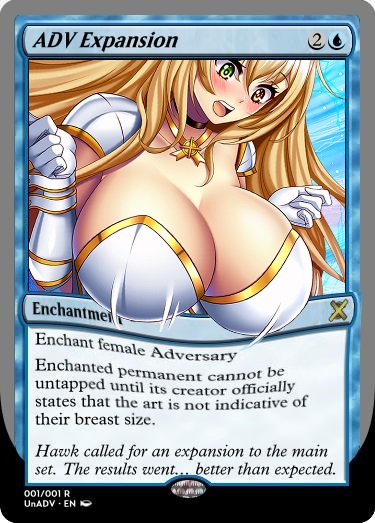 ADV Expansion 2
Enchantment
Enchant female Adversary
Enchanted permanent cannot be
untapped until its creator officially
states that the art is not indicative of
their breast size.
Hawk called for an expansion to the main
set. The results went... better than expected.
001/001 R
UnADV • EN